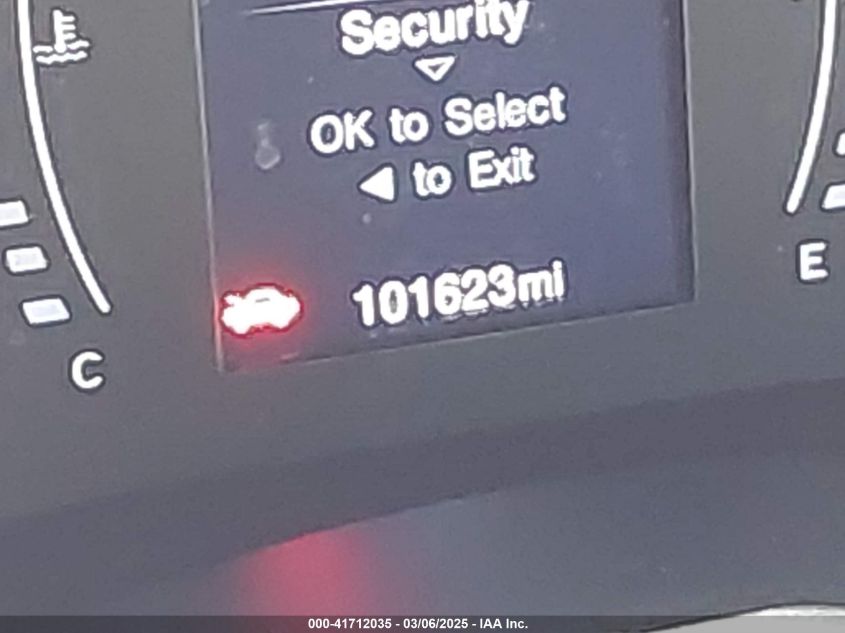 Security
OK to Select
◀ to Exit
101623mi
C
E
000-41712035 - 03/06/2025 - IAA Inc.